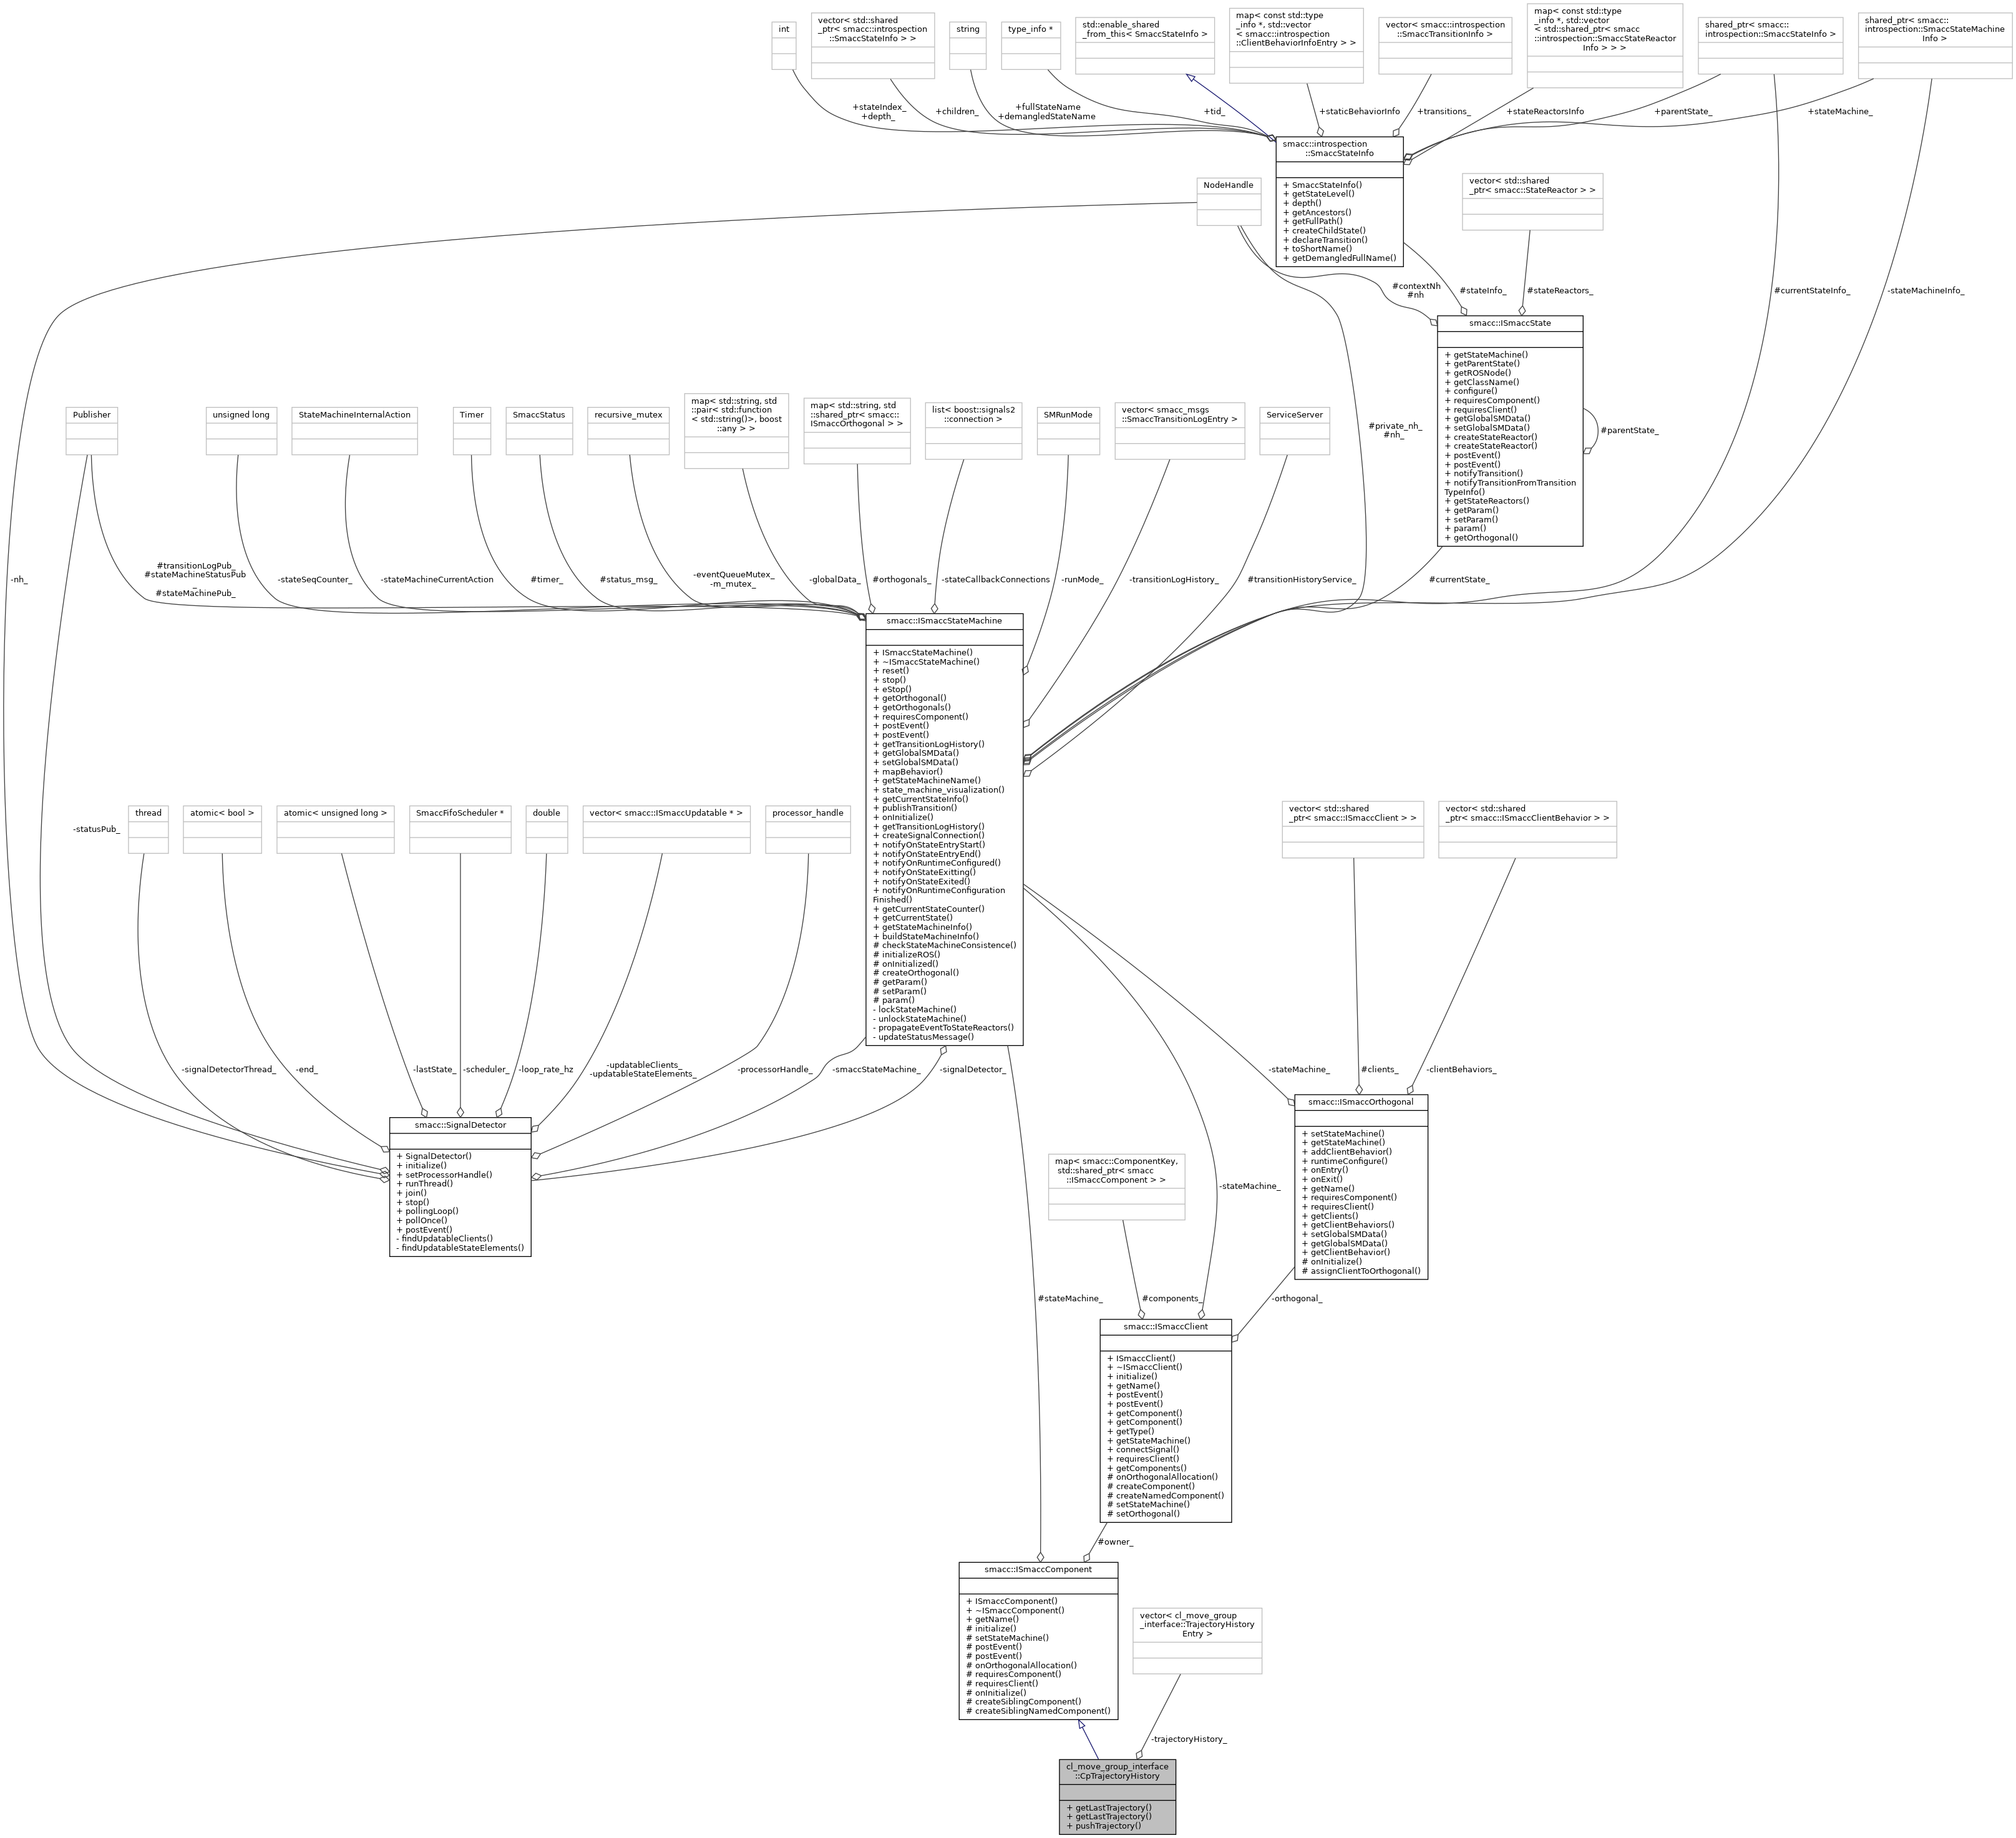 int
vector< std::shared
_ptr< smacc::introspection
::SmaccStateInfo > >
string
type_info *
std::enable_shared
_from_this< SmaccStateInfo >
map< const std::type
_info *, std::vector
< smacc::introspection
::ClientBehaviorInfoEntry > >
vector< smacc::introspection
::SmaccTransitionInfo >
map< const std::type
_info *, std::vector
< std::shared_ptr< smacc
::introspection::SmaccStateReactor
Info > > >
shared_ptr< smacc::
introspection::SmaccStateInfo >
shared_ptr< smacc::
introspection::SmaccStateMachine
Info >
+stateIndex_
+depth_
+children_
+fullStateName
+demangledStateName
+tid_
+staticBehaviorInfo
+transitions_
+stateReactorsInfo
+parentState_
+stateMachine_
smacc::introspection
::SmaccStateInfo
+ SmaccStateInfo()
+ getStateLevel()
+ depth()
+ getAncestors()
+ getFullPath()
+ createChildState()
+ declareTransition()
+ toShortName()
+ getDemangledFullName()
NodeHandle
vector< std::shared
_ptr< smacc::StateReactor > >
#contextNh
#nh
#stateInfo_
#stateReactors_
#currentStateInfo_
-stateMachineInfo_
smacc::ISmaccState
+ getStateMachine()
+ getParentState()
+ getROSNode()
+ getClassName()
+ configure()
+ requiresComponent()
+ requiresClient()
+ getGlobalSMData()
+ setGlobalSMData()
+ createStateReactor()
+ createStateReactor()
+ postEvent()
+ postEvent()
+ notifyTransition()
+ notifyTransitionFromTransition
TypeInfo()
+ getStateReactors()
+ getParam()
+ setParam()
+ param()
+ getOrthogonal()
#parentState_
Publisher
unsigned long
StateMachineInternalAction
Timer
SmaccStatus
recursive_mutex
map< std::string, std
::pair< std::function
< std::string()>, boost
::any > >
map< std::string, std
::shared_ptr< smacc::
ISmaccOrthogonal > >
list< boost::signals2
::connection >
SMRunMode
vector< smacc_msgs
::SmaccTransitionLogEntry >
ServiceServer
#private_nh_
#nh_
-nh_
#transitionLogPub_
#stateMachineStatusPub
_
#stateMachinePub_
-stateSeqCounter_
-stateMachineCurrentAction
#timer_
#status_msg_
-eventQueueMutex_
-m_mutex_
-globalData_
#orthogonals_
-stateCallbackConnections
-runMode_
-transitionLogHistory_
#transitionHistoryService_
#currentState_
smacc::ISmaccStateMachine
+ ISmaccStateMachine()
+ ~ISmaccStateMachine()
+ reset()
+ stop()
+ eStop()
+ getOrthogonal()
+ getOrthogonals()
+ requiresComponent()
+ postEvent()
+ postEvent()
+ getTransitionLogHistory()
+ getGlobalSMData()
+ setGlobalSMData()
+ mapBehavior()
+ getStateMachineName()
+ state_machine_visualization()
+ getCurrentStateInfo()
+ publishTransition()
+ onInitialize()
+ getTransitionLogHistory()
+ createSignalConnection()
+ notifyOnStateEntryStart()
+ notifyOnStateEntryEnd()
+ notifyOnRuntimeConfigured()
+ notifyOnStateExitting()
+ notifyOnStateExited()
+ notifyOnRuntimeConfiguration
Finished()
+ getCurrentStateCounter()
+ getCurrentState()
+ getStateMachineInfo()
+ buildStateMachineInfo()
# checkStateMachineConsistence()
# initializeROS()
# onInitialized()
# createOrthogonal()
# getParam()
# setParam()
# param()
- lockStateMachine()
- unlockStateMachine()
- propagateEventToStateReactors()
- updateStatusMessage()
-statusPub_
thread
atomic< bool >
atomic< unsigned long >
SmaccFifoScheduler *
double
vector< smacc::ISmaccUpdatable * >
processor_handle
vector< std::shared
_ptr< smacc::ISmaccClient > >
vector< std::shared
_ptr< smacc::ISmaccClientBehavior > >
-signalDetectorThread_
-end_
-lastState_
-scheduler_
-loop_rate_hz
-updatableClients_
-updatableStateElements_
-processorHandle_
-smaccStateMachine_
-signalDetector_
-stateMachine_
#clients_
-clientBehaviors_
smacc::SignalDetector
+ SignalDetector()
+ initialize()
+ setProcessorHandle()
+ runThread()
+ join()
+ stop()
+ pollingLoop()
+ pollOnce()
+ postEvent()
- findUpdatableClients()
- findUpdatableStateElements()
smacc::ISmaccOrthogonal
+ setStateMachine()
+ getStateMachine()
+ addClientBehavior()
+ runtimeConfigure()
+ onEntry()
+ onExit()
+ getName()
+ requiresComponent()
+ requiresClient()
+ getClients()
+ getClientBehaviors()
+ setGlobalSMData()
+ getGlobalSMData()
+ getClientBehavior()
# onInitialize()
# assignClientToOrthogonal()
map< smacc::ComponentKey,
std::shared_ptr< smacc
::ISmaccComponent > >
-stateMachine_
#stateMachine_
#components_
-orthogonal_
smacc::ISmaccClient
+ ISmaccClient()
+ ~ISmaccClient()
+ initialize()
+ getName()
+ postEvent()
+ postEvent()
+ getComponent()
+ getComponent()
+ getType()
+ getStateMachine()
+ connectSignal()
+ requiresClient()
+ getComponents()
# onOrthogonalAllocation()
# createComponent()
# createNamedComponent()
# setStateMachine()
# setOrthogonal()
#owner_
smacc::ISmaccComponent
+ ISmaccComponent()
+ ~ISmaccComponent()
+ getName()
# initialize()
# setStateMachine()
# postEvent()
# postEvent()
# onOrthogonalAllocation()
# requiresComponent()
# requiresClient()
# onInitialize()
# createSiblingComponent()
# createSiblingNamedComponent()
vector< cl_move_group
_interface::TrajectoryHistory
Entry >
-trajectoryHistory_
cl_move_group_interface
::CpTrajectoryHistory
+ getLastTrajectory()
+ getLastTrajectory()
+ pushTrajectory()